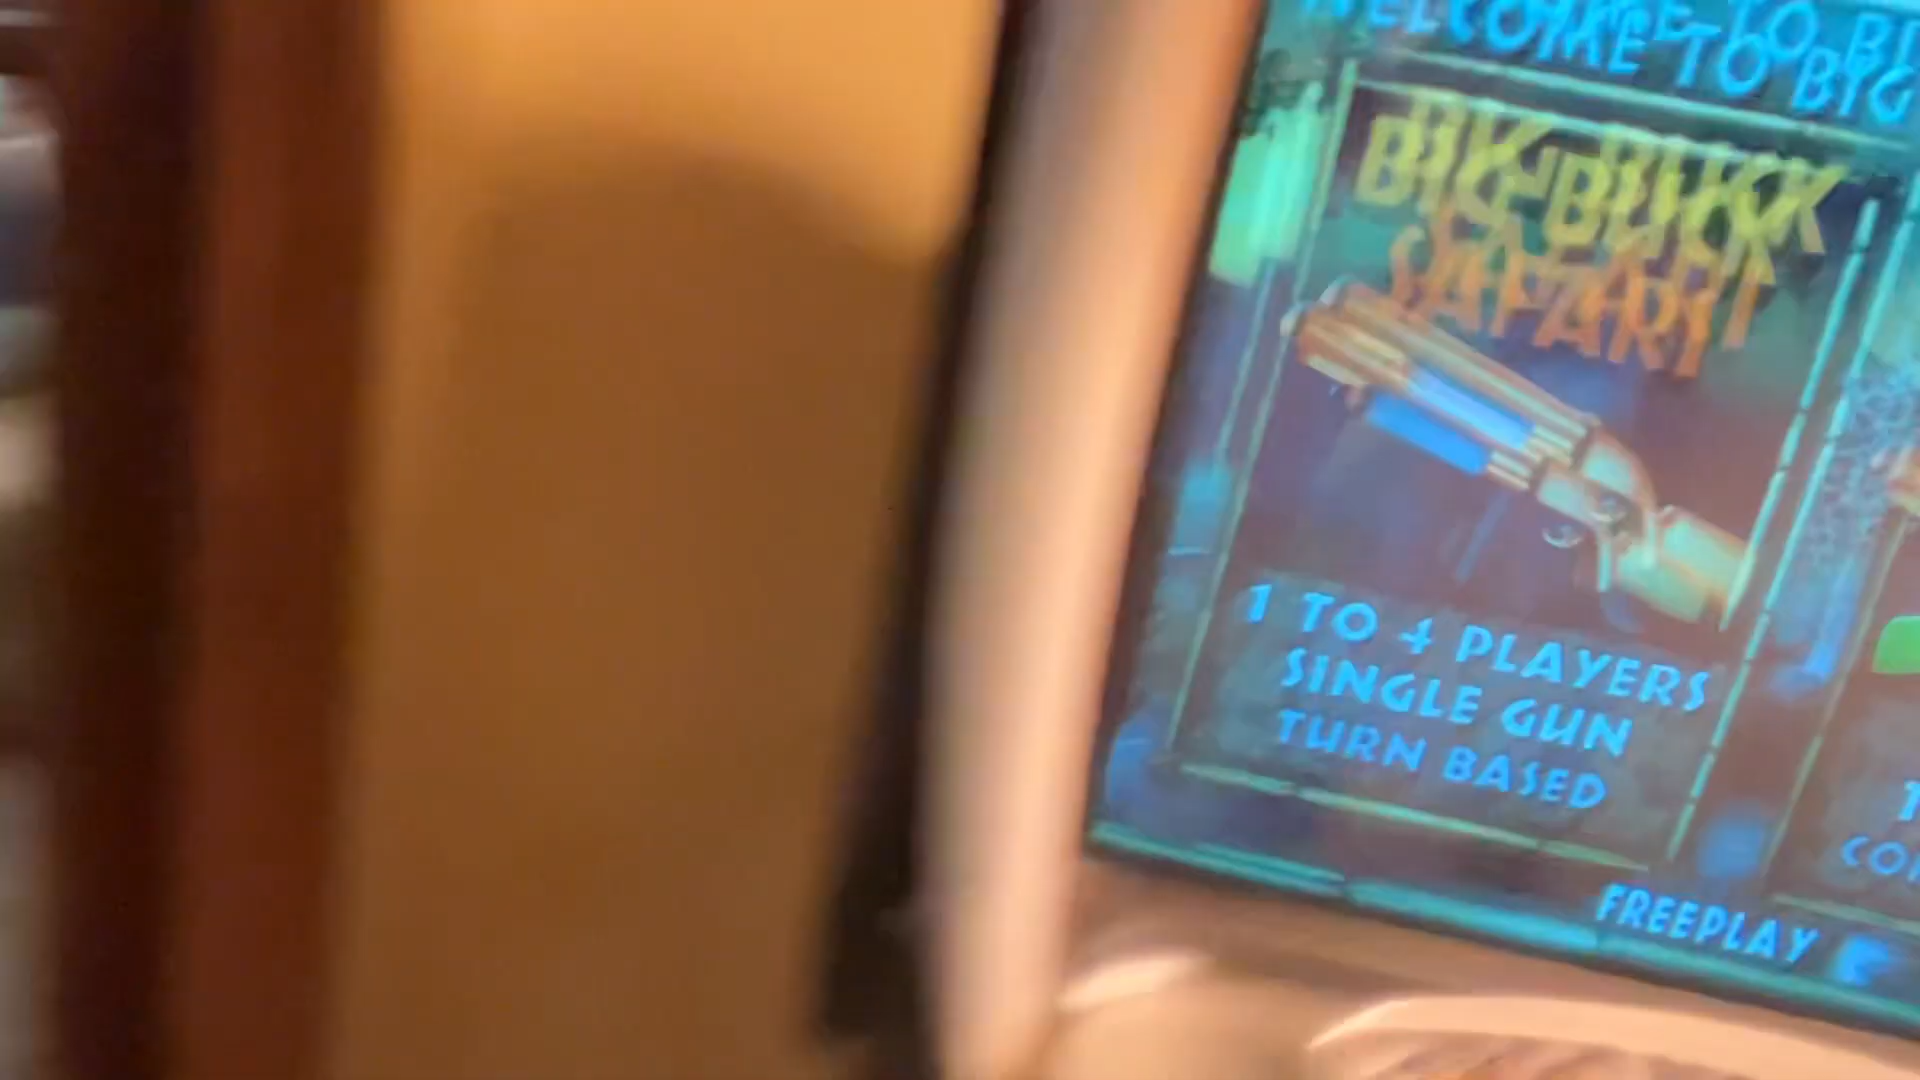 WELCOME TO BIG
BIG BUCK
SAFARI
1 TO 4 PLAYERS
SINGLE GUN
TURN BASED
FREEPLAY